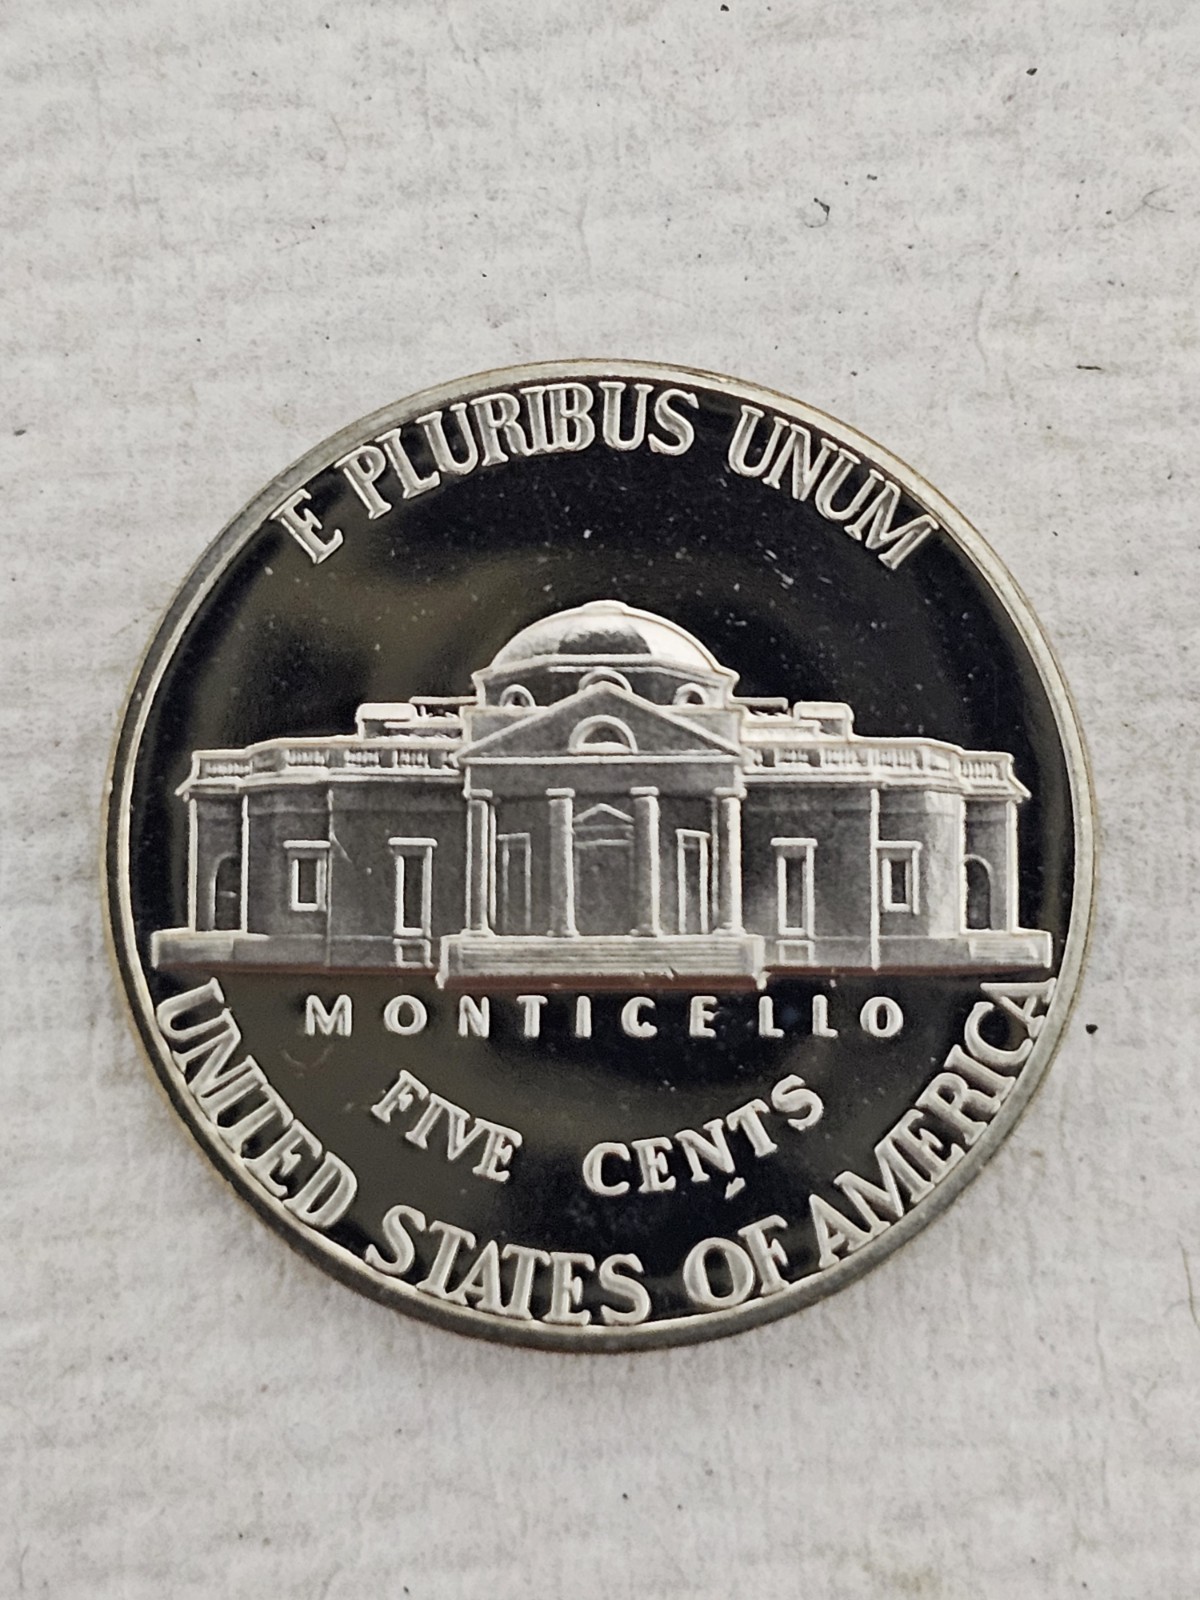 E PLURIBUS UNUM
MONTICELLO
FIVE CENTS
UNITED STATES OF AMERICA